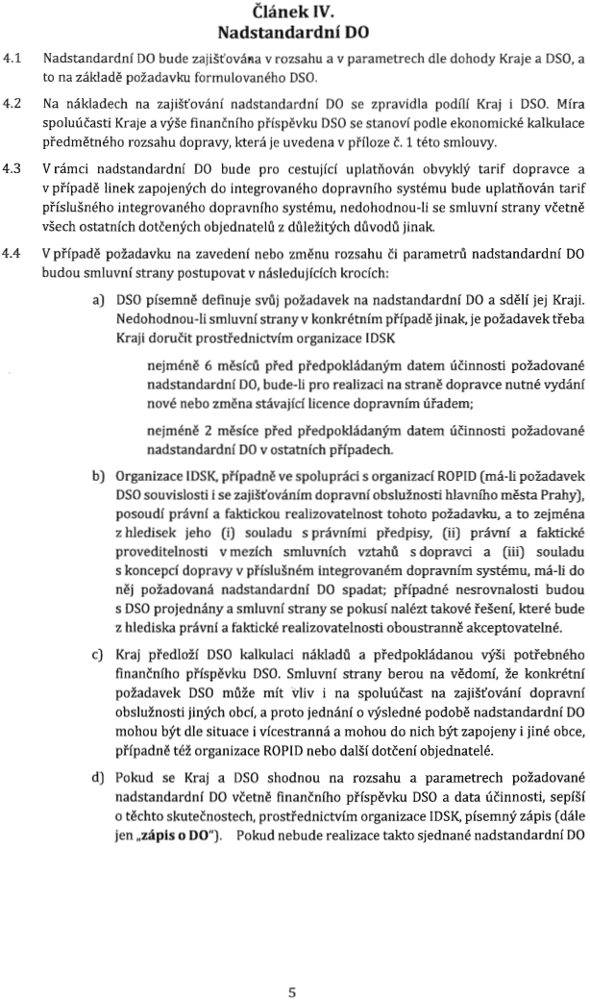 Článek IV.
Nadstandardní DO
4.1 Nadstandardní DO bude zajišťována v rozsahu a v parametrech dle dohody Kraje a DSO, a
to na základě požadavku formulovaného DSO.
4.2 Na nákladech na zajišťování nadstandardní DO se zpravidla podílí Kraj i DSO. Míra
spoluúčasti Kraje a výše finančního příspěvku DSO se stanoví podle ekonomické kalkulace
předmětného rozsahu dopravy, která je uvedena v příloze č. 1 této smlouvy.
4.3 V rámci nadstandardní DO bude pro cestující uplatňován obvyklý tarif dopravce a
v případě linek zapojených do integrovaného dopravního systému bude uplatňován tarif
příslušného integrovaného dopravního systému, nedohodnou-li se smluvní strany včetně
všech ostatních dotčených objednatelů z důležitých důvodů jinak.
4.4 V případě požadavku na zavedení nebo změnu rozsahu či parametrů nadstandardní DO
budou smluvní strany postupovat v následujících krocích:
a) DSO písemně definuje svůj požadavek na nadstandardní DO a sdělí jej Kraji.
Nedohodnou-li smluvní strany v konkrétním případě jinak, je požadavek třeba
Kraji doručit prostřednictvím organizace IDSK
nejméně 6 měsíců před předpokládaným datem účinnosti požadované
nadstandardní DO, bude-li pro realizaci na straně dopravce nutné vydání
nové nebo změna stávající licence dopravním úřadem;
nejméně 2 měsíce před předpokládaným datem účinnosti požadované
nadstandardní DO v ostatních případech.
b) Organizace IDSK, případně ve spolupráci s organizací ROPID (má-li požadavek
DSO souvislosti i se zajišťováním dopravní obslužnosti hlavního města Prahy),
posoudí právní a faktickou realizovatelnost tohoto požadavku, a to zejména
z hledisek jeho (i) souladu s právními předpisy, (ii) právní a faktické
proveditelnosti v mezích smluvních vztahů s dopravci a (iii) souladu
s koncepcí dopravy v příslušném integrovaném dopravním systému, má-li do
něj požadovaná nadstandardní DO spadat; případné nesrovnalosti budou
s DSO projednány a smluvní strany se pokusí nalézt takové řešení, které bude
z hlediska právní a faktické realizovatelnosti oboustranně akceptovatelné.
c) Kraj předloží DSO kalkulaci nákladů a předpokládanou výši potřebného
finančního příspěvku DSO. Smluvní strany berou na vědomí, že konkrétní
požadavek DSO může mít vliv i na spoluúčast na zajišťování dopravní
obslužnosti jiných obcí, a proto jednání o výsledné podobě nadstandardní DO
mohou být dle situace i vícestranná a mohou do nich být zapojeny i jiné obce,
případně též organizace ROPID nebo další dotčení objednatelé.
d) Pokud se Kraj a DSO shodnou na rozsahu a parametrech požadované
nadstandardní DO včetně finančního příspěvku DSO a data účinnosti, sepíší
o těchto skutečnostech, prostřednictvím organizace IDSK, písemný zápis (dále
jen „zápis o DO“). Pokud nebude realizace takto sjednané nadstandardní DO
5